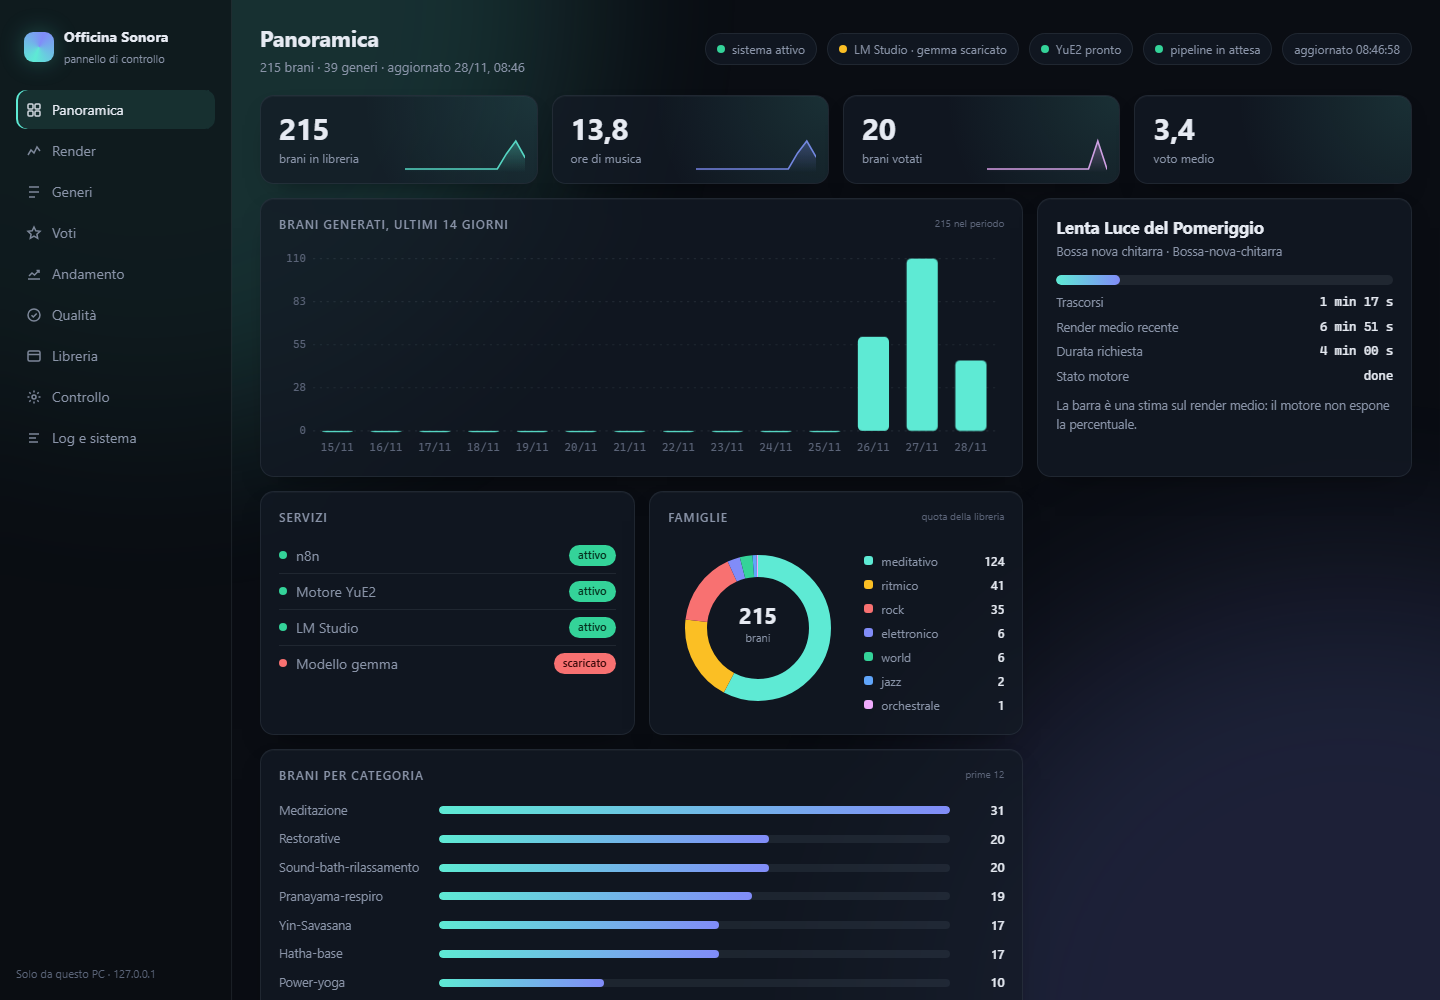 Officina Sonora
pannello di controllo
Panoramica
Render
Generi
Voti
Andamento
Qualità
Libreria
Controllo
Log e sistema
Solo da questo PC · 127.0.0.1
Panoramica
215 brani · 39 generi · aggiornato 28/11, 08:46
sistema attivo
LM Studio · gemma scaricato
YuE2 pronto
pipeline in attesa
aggiornato 08:46:58
215
brani in libreria
13,8
ore di musica
20
brani votati
3,4
voto medio
BRANI GENERATI, ULTIMI 14 GIORNI
215 nel periodo
110
83
55
28
0
15/11 16/11 17/11 18/11 19/11 20/11 21/11 22/11 23/11 24/11 25/11 26/11 27/11 28/11
Lenta Luce del Pomeriggio
Bossa nova chitarra · Bossa-nova-chitarra
Trascorsi 1 min 17 s
Render medio recente 6 min 51 s
Durata richiesta 4 min 00 s
Stato motore done
La barra è una stima sul render medio: il motore non espone
la percentuale.
SERVIZI
n8n attivo
Motore YuE2 attivo
LM Studio attivo
Modello gemma scaricato
FAMIGLIE
quota della libreria
215
brani
meditativo 124
ritmico 41
rock 35
elettronico 6
world 6
jazz 2
orchestrale 1
BRANI PER CATEGORIA
prime 12
Meditazione 31
Restorative 20
Sound-bath-rilassamento 20
Pranayama-respiro 19
Yin-Savasana 17
Hatha-base 17
Power-yoga 10